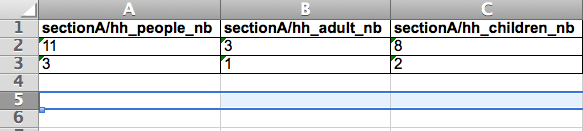 A B C
1 sectionA/hh_people_nb sectionA/hh_adult_nb sectionA/hh_children_nb
2 11 3 8
3 3 1 2
4
5
6